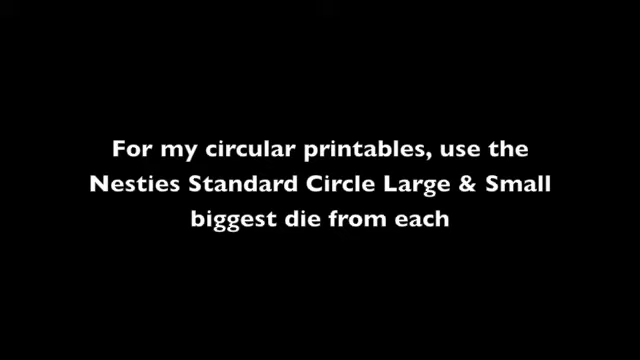 For my circular printables, use the
Nesties Standard Circle Large & Small
biggest die from each